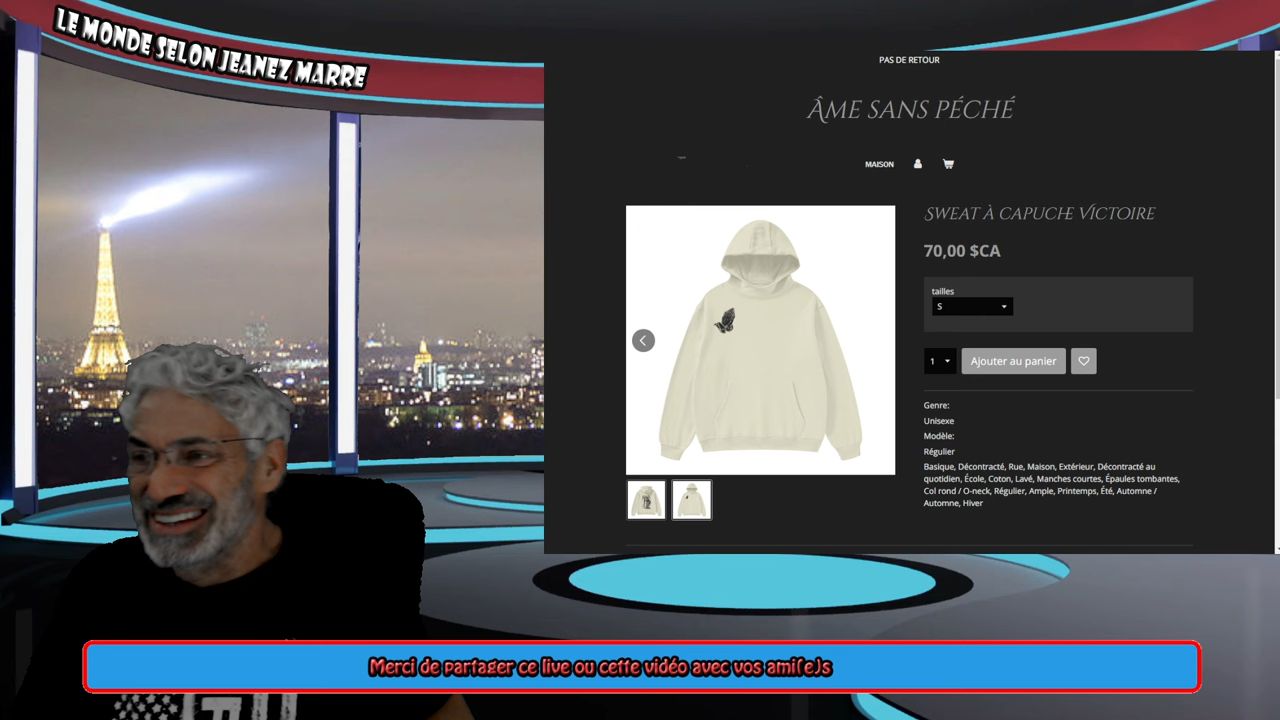 LE MONDE SELON JEANEZ MARRE
PAS DE RETOUR
ÂME SANS PÉCHÉ
MAISON
SWEAT À CAPUCHE VICTOIRE
70,00 $CA
tailles
S
1
Ajouter au panier
Genre:
Unisexe
Modèle:
Régulier
Basique, Décontracté, Rue, Maison, Extérieur, Décontracté au
quotidien, École, Coton, Lavé, Manches courtes, Épaules tombantes,
Col rond / O-neck, Régulier, Ample, Printemps, Été, Automne /
Automne, Hiver
Merci de partager ce live ou cette vidéo avec vos ami(e)s